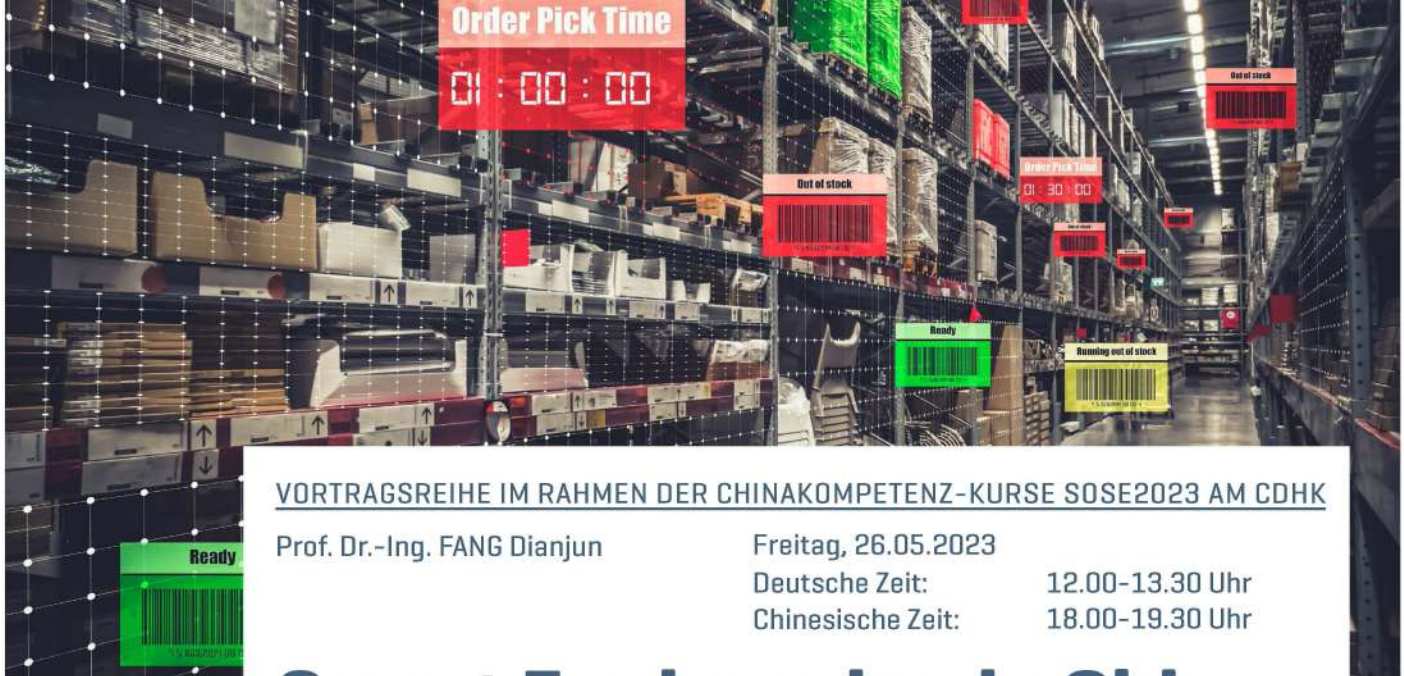 Order Pick Time
01 : 00 : 00
Out of stock
Out of stock
Order Pick Time
01 : 30 : 00
Ready
Running out of stock
Ready
VORTRAGSREIHE IM RAHMEN DER CHINAKOMPETENZ-KURSE SOSE2023 AM CDHK
Prof. Dr.-Ing. FANG Dianjun
Freitag, 26.05.2023
Deutsche Zeit: 12.00-13.30 Uhr
Chinesische Zeit: 18.00-19.30 Uhr